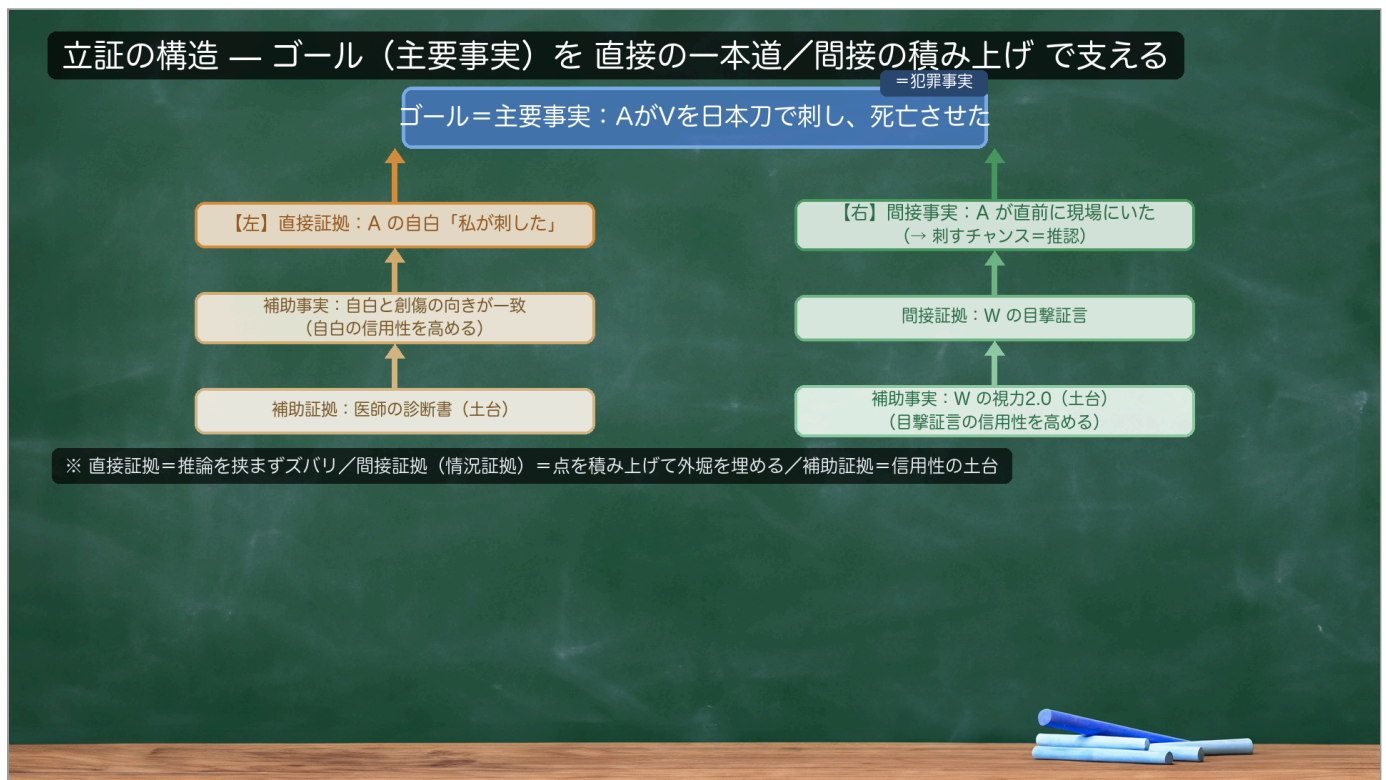 立証の構造 — ゴール（主要事実）を 直接の一本道／間接の積み上げ で支える
＝犯罪事実
ゴール＝主要事実：AがVを日本刀で刺し、死亡させた
【左】直接証拠：A の自白「私が刺した」
補助事実：自白と創傷の向きが一致
（自白の信用性を高める）
補助証拠：医師の診断書（土台）
【右】間接事実：A が直前に現場にいた
（→ 刺すチャンス＝推認）
間接証拠：W の目撃証言
補助事実：W の視力2.0（土台）
（目撃証言の信用性を高める）
※ 直接証拠＝推論を挟まずズバリ／間接証拠（情況証拠）＝点を積み上げて外堀を埋める／補助証拠＝信用性の土台